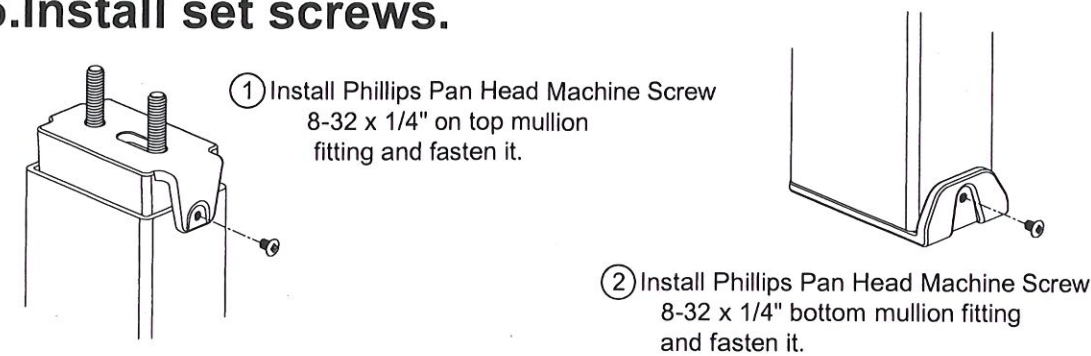 .Install set screws.
① Install Phillips Pan Head Machine Screw
8-32 x 1/4" on top mullion
fitting and fasten it.
② Install Phillips Pan Head Machine Screw
8-32 x 1/4" bottom mullion fitting
and fasten it.